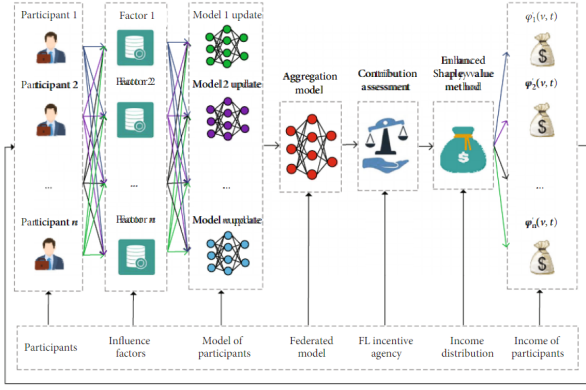 Participant 1
Factor 1
Model 1 update
φ₁(v, t)
Participant 2
Factor 2
Model 2 update
Aggregation
model
Contribution
assessment
Enhanced
Shapley value
method
φ₂(v, t)
...
...
...
...
Participant n
Factor n
Model n update
φₙ(v, t)
Participants
Influence
factors
Model of
participants
Federated
model
FL incentive
agency
Income
distribution
Income of
participants